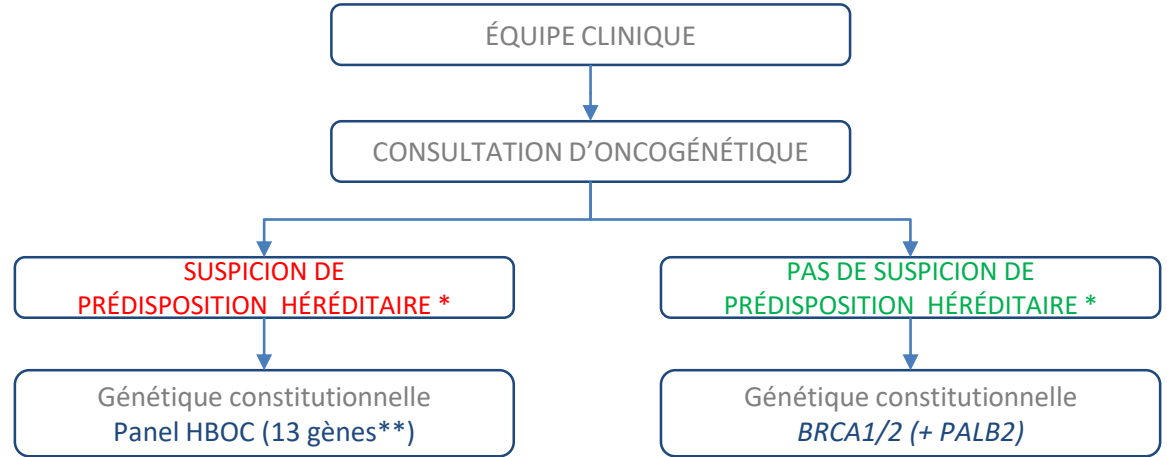 ÉQUIPE CLINIQUE
CONSULTATION D’ONCOGÉNÉTIQUE
SUSPICION DE
PRÉDISPOSITION HÉRÉDITAIRE *
PAS DE SUSPICION DE
PRÉDISPOSITION HÉRÉDITAIRE *
Génétique constitutionnelle
Panel HBOC (13 gènes**)
Génétique constitutionnelle
BRCA1/2 (+ PALB2)